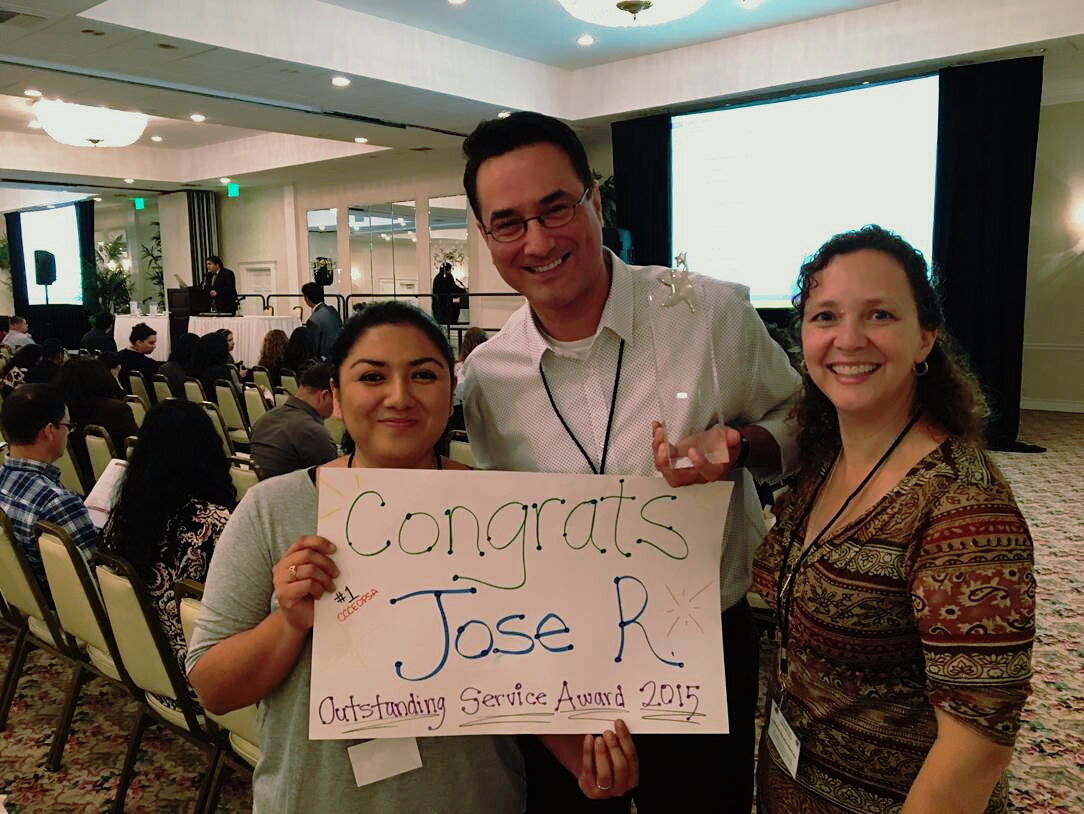 Congrats
#1
CCCEOPSA
Jose R.
Outstanding Service Award 2015